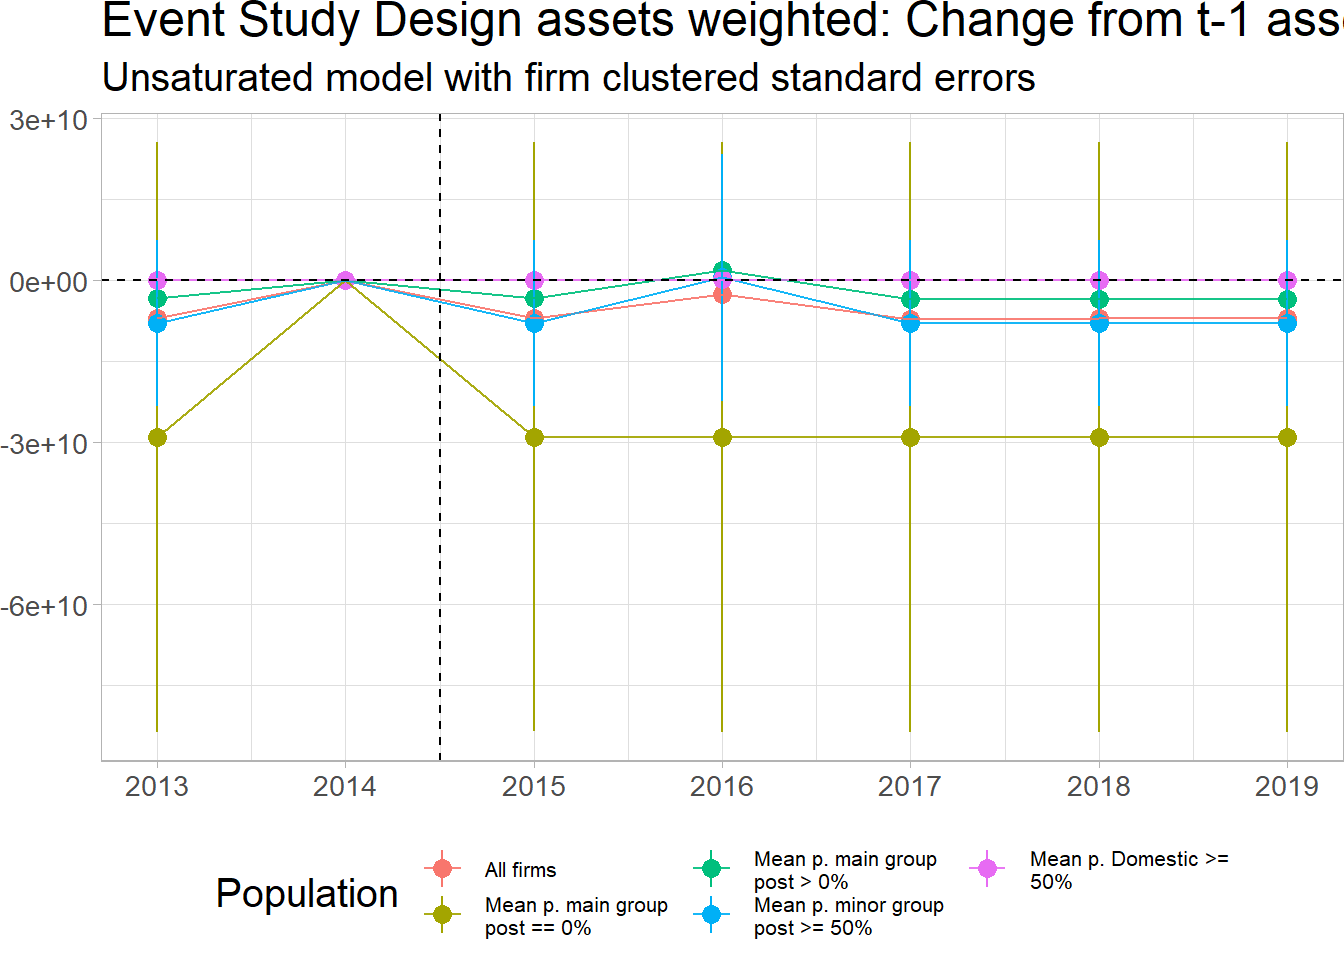 Event Study Design assets weighted: Change from t-1 ass
Unsaturated model with firm clustered standard errors
3e+10
0e+00
-3e+10
-6e+10
2013 2014 2015 2016 2017 2018 2019
Population
All firms
Mean p. main group
post == 0%
Mean p. main group
post > 0%
Mean p. minor group
post >= 50%
Mean p. Domestic >=
50%